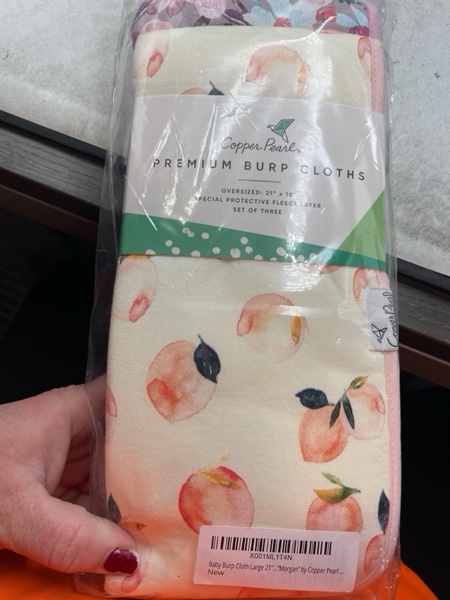 Copper Pearl
PREMIUM BURP CLOTHS
OVERSIZED: 21" x 10"
SPECIAL PROTECTIVE FLEECE LAYER
SET OF THREE
Copper Pearl
X001ML1T4N
Baby Burp Cloth Large 21''..."Morgan" by Copper Pearl ...
New